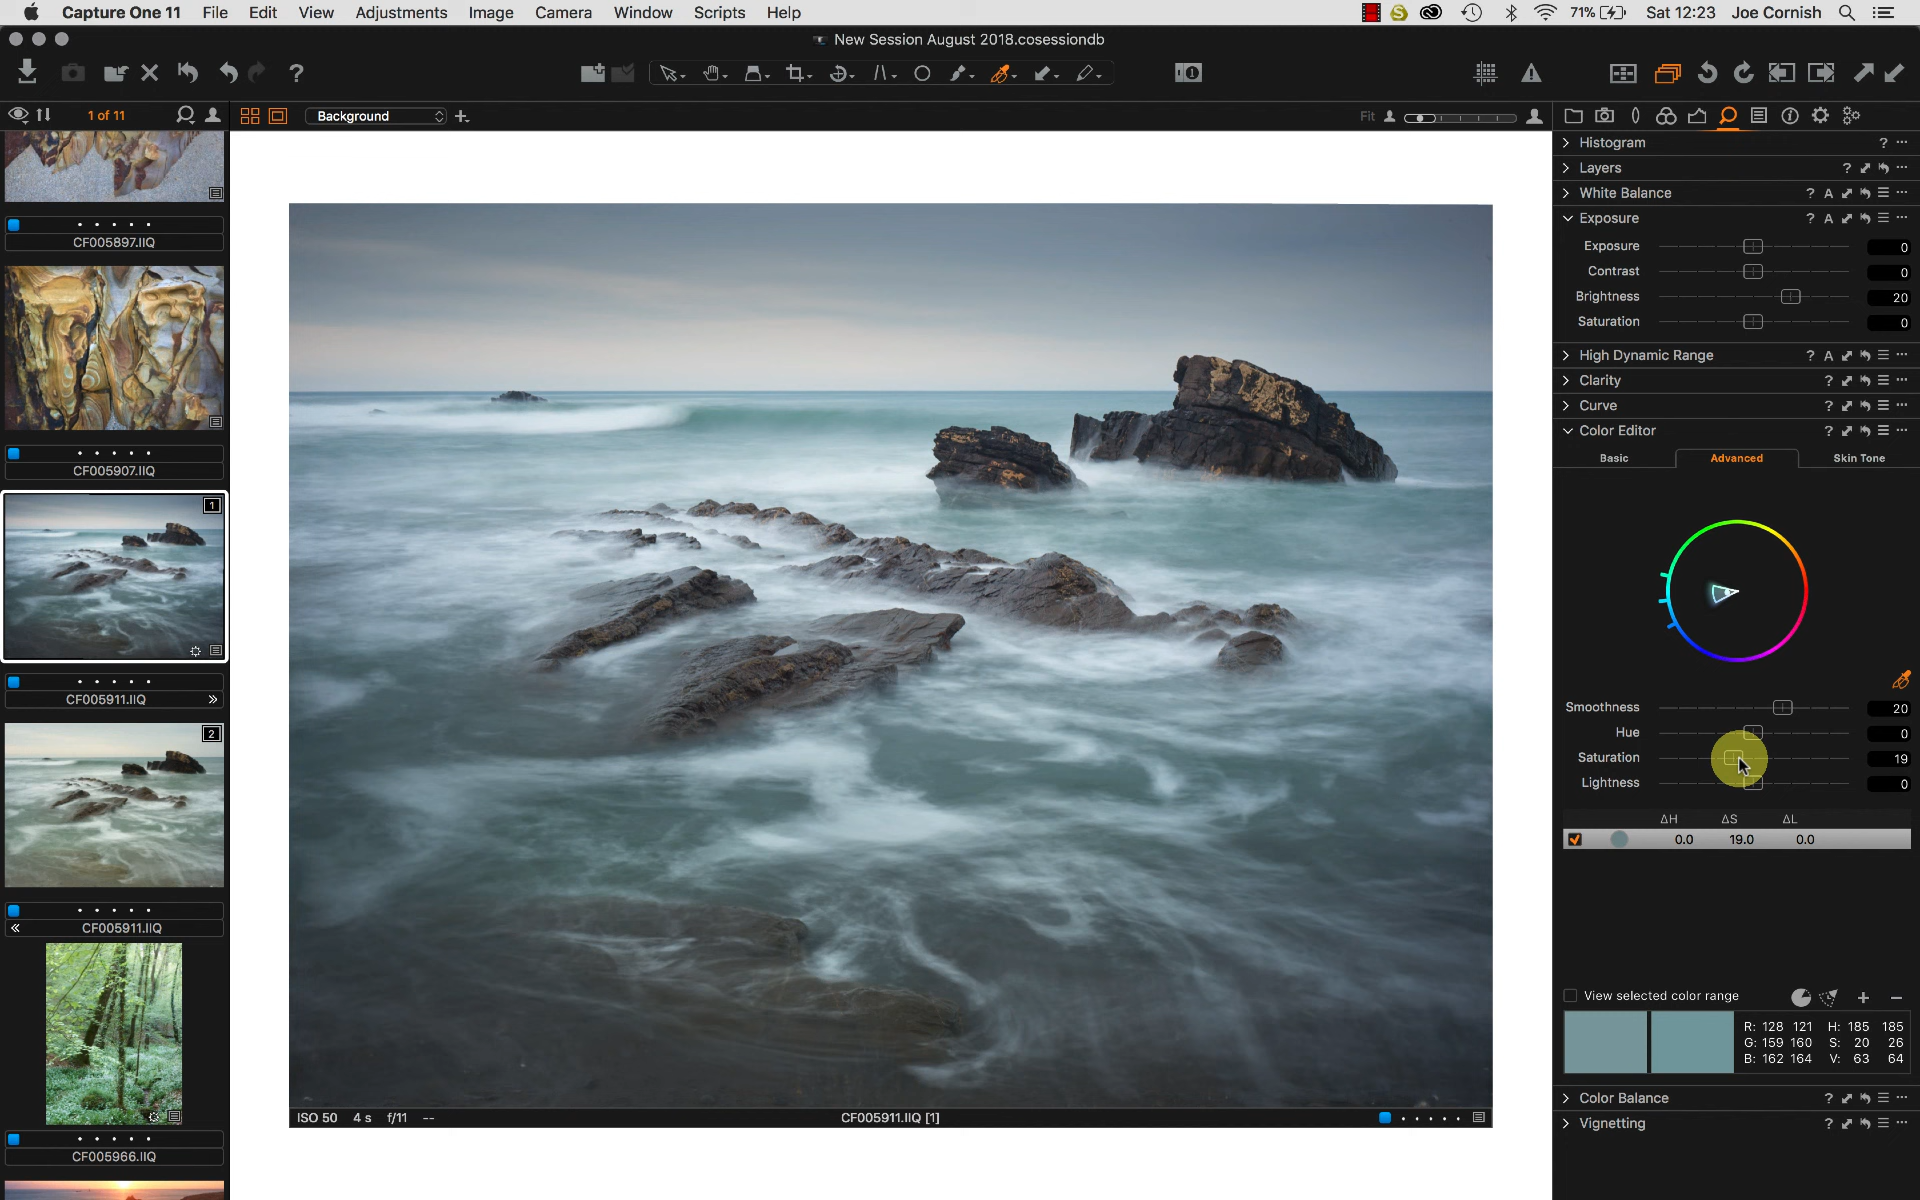 Capture One 11 File Edit View Adjustments Image Camera Window Scripts Help 71% Sat 12:23 Joe Cornish
New Session August 2018.cosessiondb
1 of 11 Background Fit
Histogram
Layers
White Balance
Exposure
Exposure 0
Contrast 0
Brightness 20
Saturation 0
High Dynamic Range
Clarity
Curve
Color Editor
Basic Advanced Skin Tone
Smoothness 20
Hue 0
Saturation 19
Lightness 0
ΔH ΔS ΔL
0.0 19.0 0.0
View selected color range
R: 128 121 H: 185 185
G: 159 160 S: 20 26
B: 162 164 V: 63 64
Color Balance
Vignetting
CF005897.IIQ
CF005907.IIQ
1
CF005911.IIQ
2
CF005911.IIQ
CF005966.IIQ
ISO 50 4 s f/11 -- CF005911.IIQ [1]